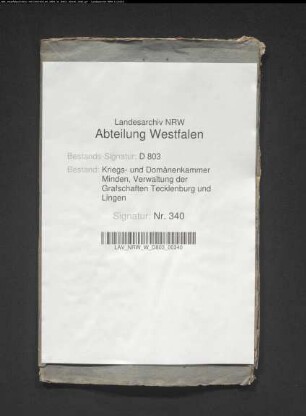 Landesarchiv NRW
Abteilung Westfalen
Bestands-Signatur: D 803
Bestand: Kriegs- und Domänenkammer
Minden, Verwaltung der
Grafschaften Tecklenburg und
Lingen
Signatur: Nr. 340
LAV_NRW_W_D803_00340